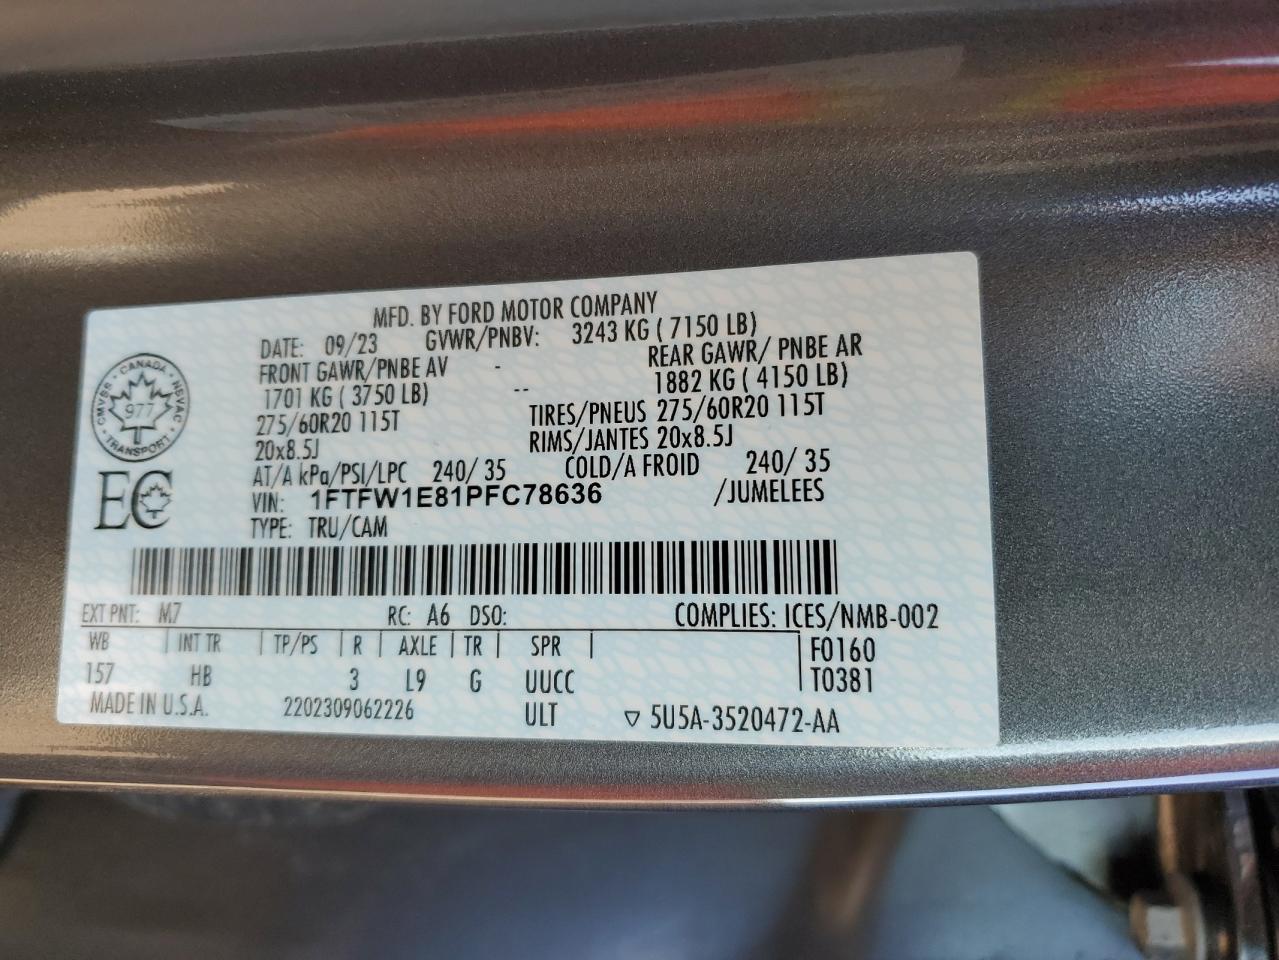 MFD. BY FORD MOTOR COMPANY
DATE: 09/23 GVWR/PNBV: 3243 KG ( 7150 LB)
FRONT GAWR/PNBE AV - REAR GAWR/ PNBE AR
1701 KG ( 3750 LB) -- 1882 KG ( 4150 LB)
275/60R20 115T TIRES/PNEUS 275/60R20 115T
20x8.5J RIMS/JANTES 20x8.5J
AT/A kPa/PSI/LPC 240/ 35 COLD/A FROID 240/ 35
VIN: 1FTFW1E81PFC78636 /JUMELEES
TYPE: TRU/CAM
CANADA
CMVSS 977 NSVAC
TRANSPORT
EC
EXT PNT: M7 RC: A6 DSO: COMPLIES: ICES/NMB-002
WB | INT TR | TP/PS | R | AXLE | TR | SPR | F0160
157 HB 3 L9 G UUCC T0381
MADE IN U.S.A. 2202309062226 ULT ▽ 5U5A-3520472-AA